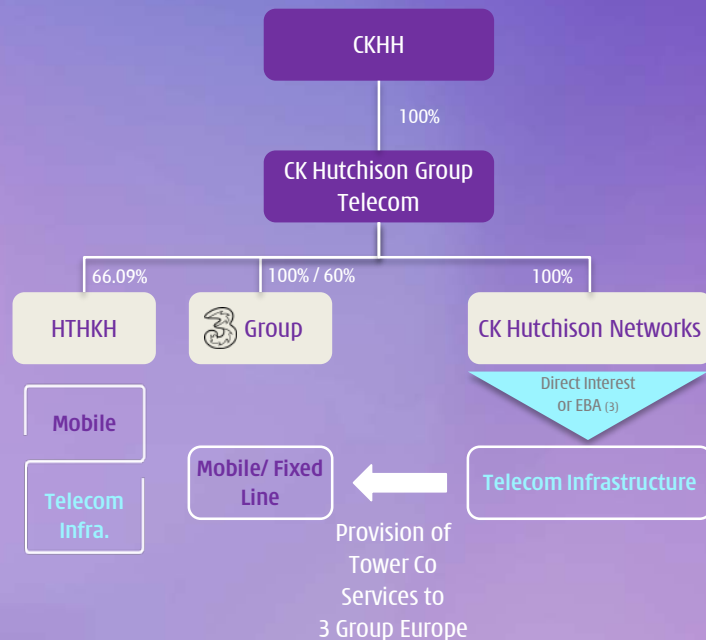 CKHH
100%
CK Hutchison Group
Telecom
66.09%
100% / 60%
100%
HTHKH
3 Group
CK Hutchison Networks
Direct Interest
or EBA (3)
Mobile
Mobile/ Fixed
Line
Telecom Infrastructure
Telecom
Infra.
Provision of
Tower Co
Services to
3 Group Europe